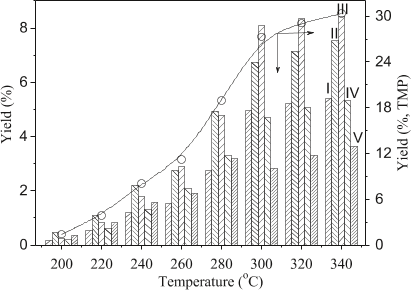 III
II
I
IV
V
8
6
4
2
0
Yield (%)
30
24
18
12
6
0
Yield (%, TMP)
200 220 240 260 280 300 320 340
Temperature (°C)